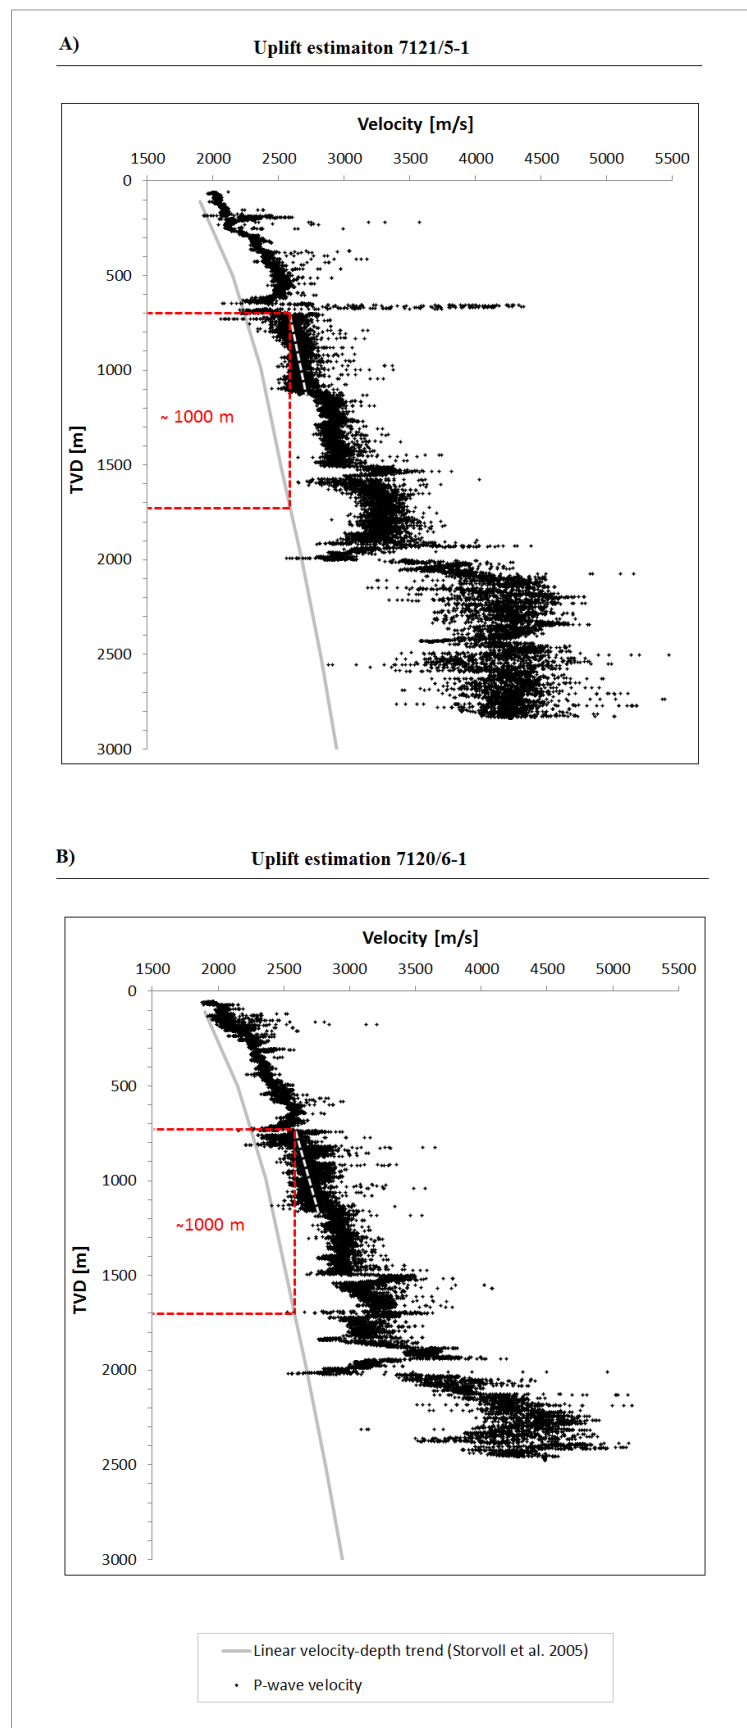 A)
Uplift estimaiton 7121/5-1
Velocity [m/s]
1500 2000 2500 3000 3500 4000 4500 5000 5500
0
500
1000
~ 1000 m
TVD [m]
1500
2000
2500
3000
B)
Uplift estimation 7120/6-1
Velocity [m/s]
1500 2000 2500 3000 3500 4000 4500 5000 5500
0
500
1000
~1000 m
TVD [m]
1500
2000
2500
3000
Linear velocity-depth trend (Storvoll et al. 2005)
P-wave velocity